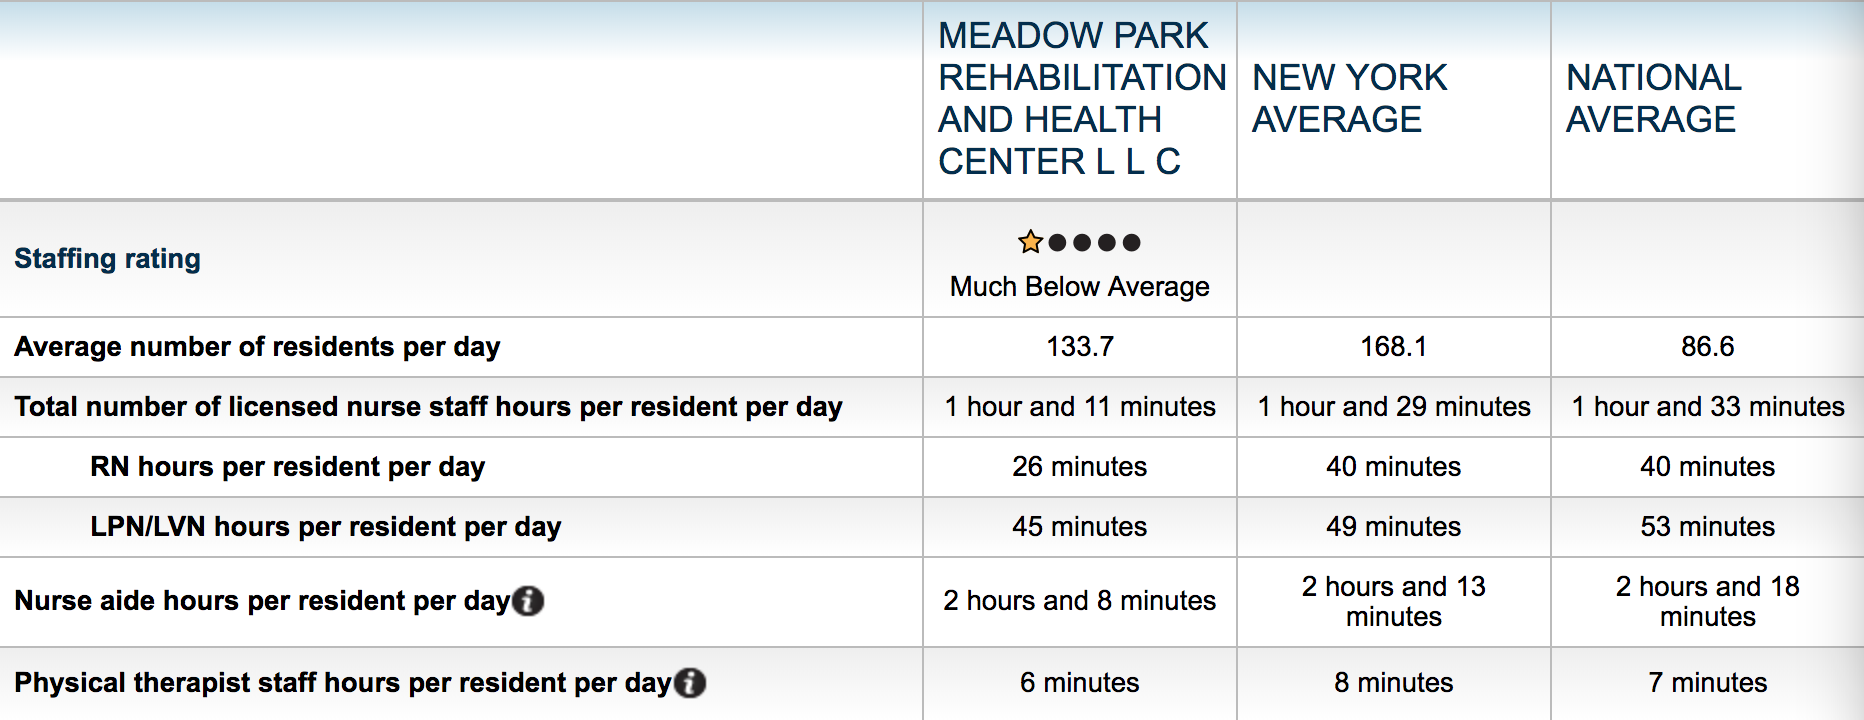 MEADOW PARK
REHABILITATION
AND HEALTH
CENTER L L C
NEW YORK
AVERAGE
NATIONAL
AVERAGE
Staffing rating
Much Below Average
Average number of residents per day 133.7 168.1 86.6
Total number of licensed nurse staff hours per resident per day 1 hour and 11 minutes 1 hour and 29 minutes 1 hour and 33 minutes
RN hours per resident per day 26 minutes 40 minutes 40 minutes
LPN/LVN hours per resident per day 45 minutes 49 minutes 53 minutes
Nurse aide hours per resident per day i 2 hours and 8 minutes
2 hours and 13
minutes
2 hours and 18
minutes
Physical therapist staff hours per resident per day i 6 minutes 8 minutes 7 minutes